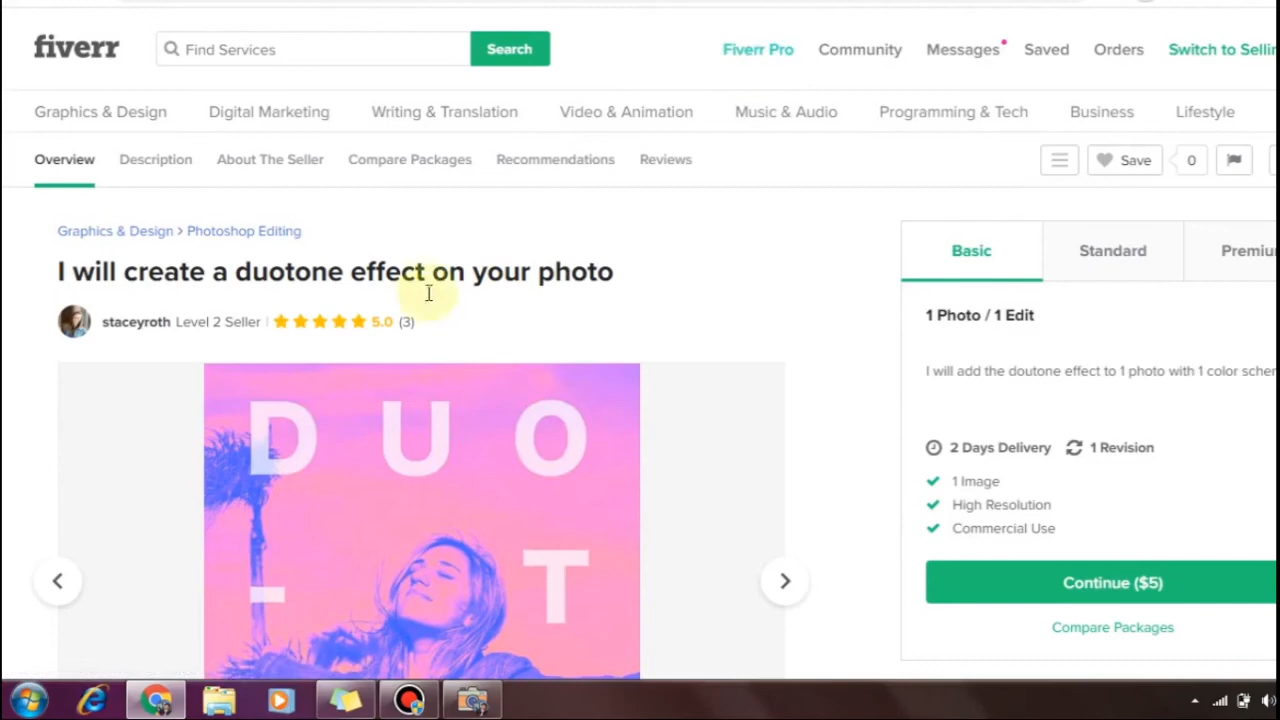 fiverr
Find Services
Search
Fiverr Pro
Community
Messages
Saved
Orders
Switch to Sellin
Graphics & Design
Digital Marketing
Writing & Translation
Video & Animation
Music & Audio
Programming & Tech
Business
Lifestyle
Overview
Description
About The Seller
Compare Packages
Recommendations
Reviews
Save
0
Graphics & Design > Photoshop Editing
I will create a duotone effect on your photo
staceyroth Level 2 Seller 5.0 (3)
D U O
- T
Basic
Standard
Premiu
1 Photo / 1 Edit
I will add the doutone effect to 1 photo with 1 color scher
2 Days Delivery
1 Revision
1 Image
High Resolution
Commercial Use
Continue ($5)
Compare Packages